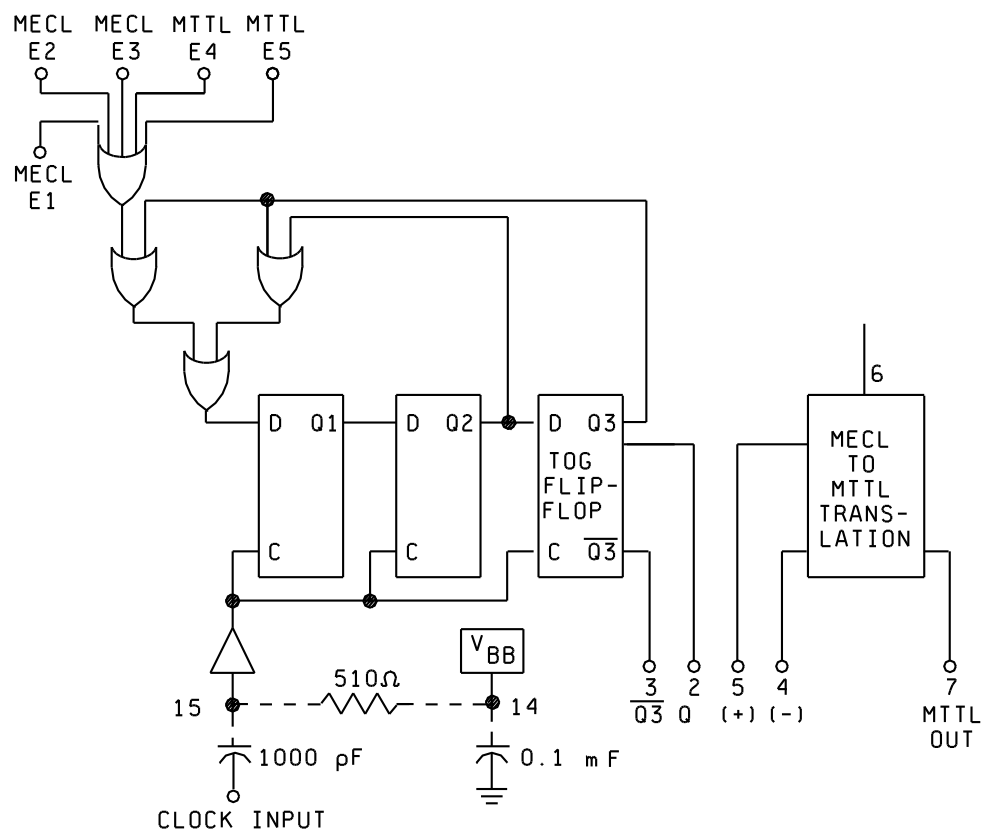 MECL MECL MTTL MTTL
E2 E3 E4 E5
MECL
E1
D Q1 D Q2 D Q3
TOG
FLIP-
FLOP
C C C Q3
6
MECL
TO
MTTL
TRANS-
LATION
VBB
510Ω
15 14
1000 pF 0.1 mF
CLOCK INPUT
3 2 5 4 7
Q3 Q (+) (-) MTTL
OUT